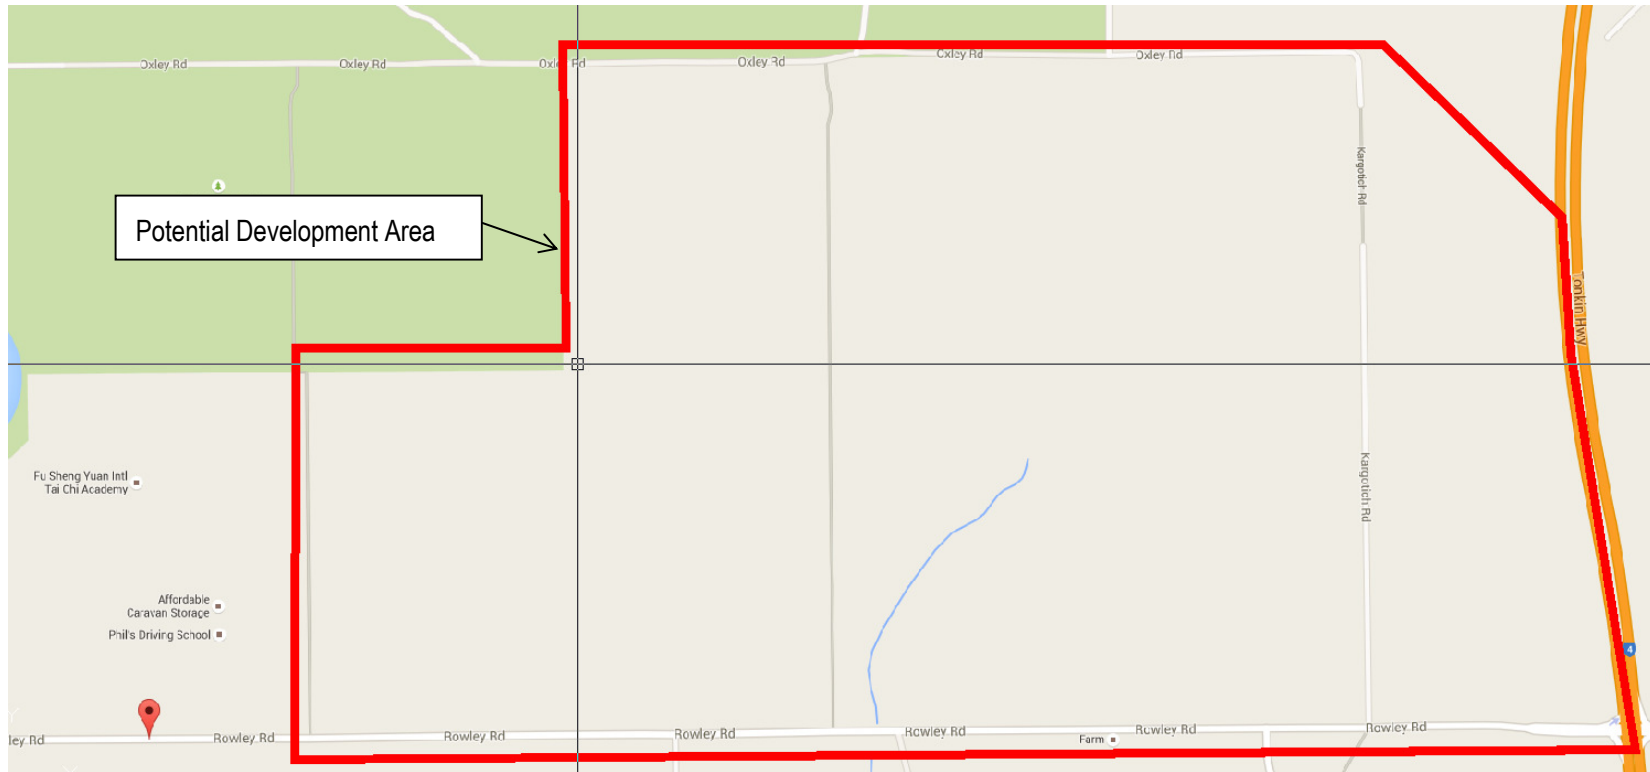 Oxley Rd
Oxley Rd
Oxley Rd
Oxley Rd
Oxley Rd
Oxley Rd
Kargotich Rd
Potential Development Area
Tonkin Hwy
Fu Sheng Yuan Intl
Tai Chi Academy
Kargotich Rd
Affordable
Caravan Storage
Phil's Driving School
4
ley Rd
Rowley Rd
Rowley Rd
Rowley Rd
Rowley Rd
Farm
Rowley Rd
Rowley Rd